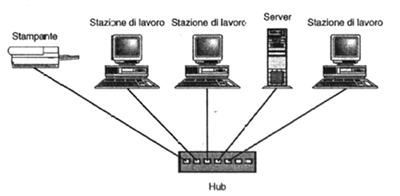 Stampante
Stazione di lavoro
Stazione di lavoro
Server
Stazione di lavoro
Hub